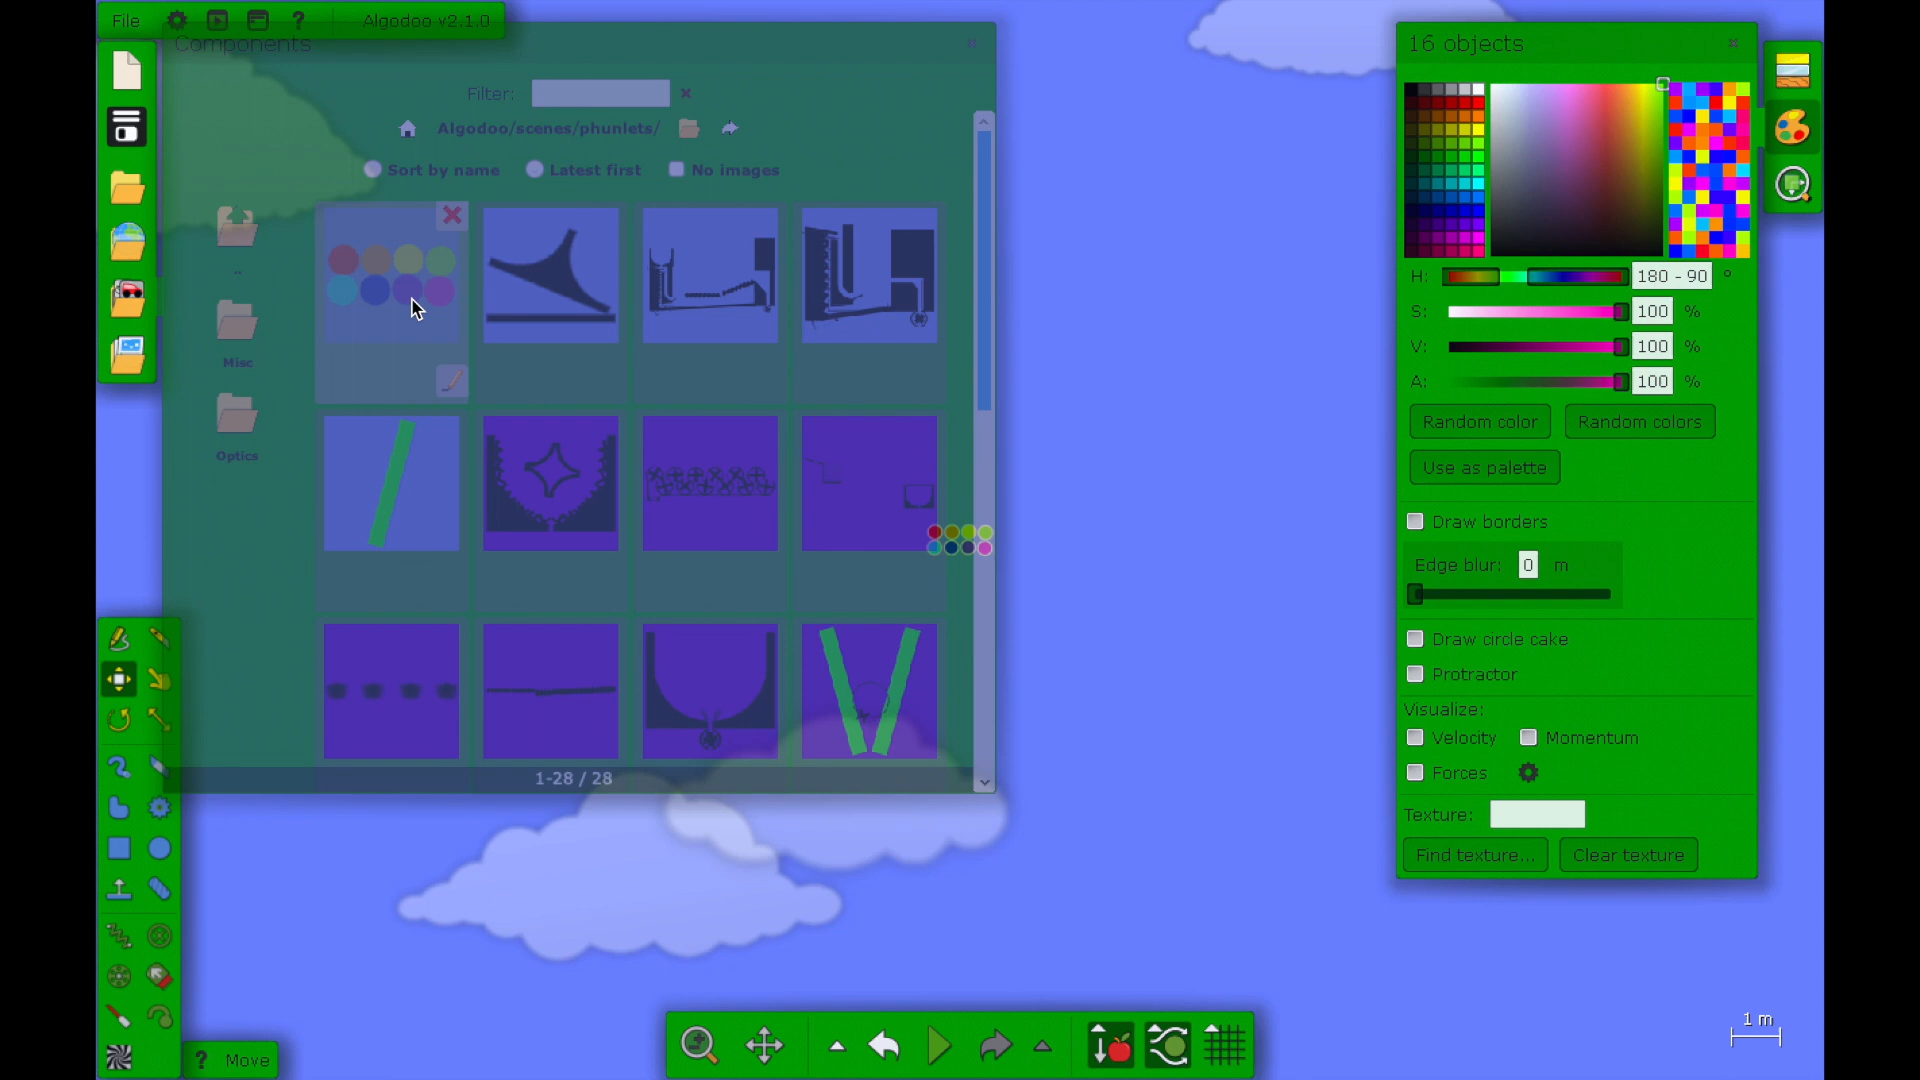 File ? Algodoo v2.1.0
Components
Filter:
Algodoo/scenes/phunlets/
Sort by name Latest first No images
..
Misc
Optics
1-28 / 28
16 objects
H: 180 - 90 °
S: 100 %
V: 100 %
A: 100 %
Random color Random colors
Use as palette
Draw borders
Edge blur: 0 m
Draw circle cake
Protractor
Visualize:
Velocity Momentum
Forces
Texture:
Find texture... Clear texture
1 m
? Move